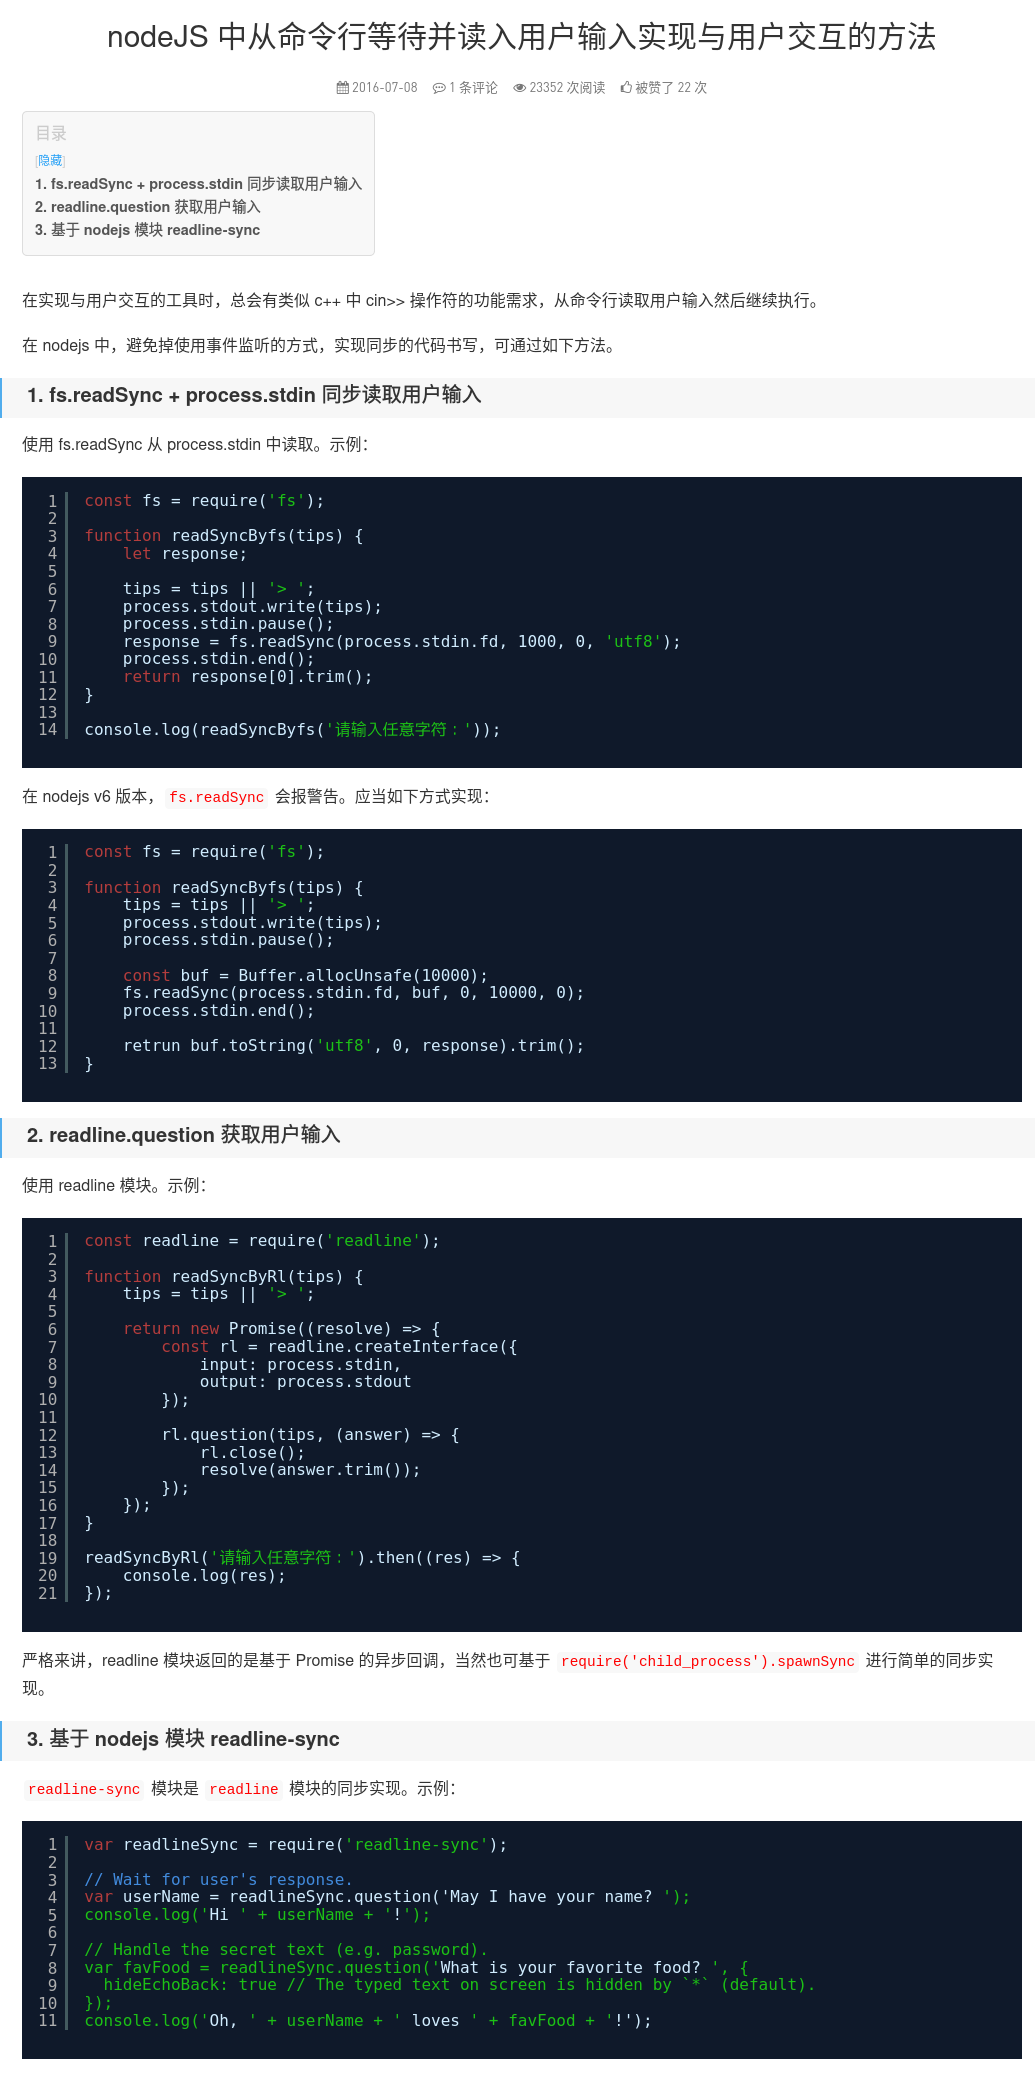 nodeJS 中从命令行等待并读入用户输入实现与用户交互的方法
2016-07-08 1 条评论 23352 次阅读 被赞了 22 次
目录
[隐藏]
1. fs.readSync + process.stdin 同步读取用户输入
2. readline.question 获取用户输入
3. 基于 nodejs 模块 readline-sync
在实现与用户交互的工具时，总会有类似 c++ 中 cin>> 操作符的功能需求，从命令行读取用户输入然后继续执行。
在 nodejs 中，避免掉使用事件监听的方式，实现同步的代码书写，可通过如下方法。
1. fs.readSync + process.stdin 同步读取用户输入
使用 fs.readSync 从 process.stdin 中读取。示例：
1 const fs = require('fs');
2
3 function readSyncByfs(tips) {
4     let response;
5
6     tips = tips || '> ';
7     process.stdout.write(tips);
8     process.stdin.pause();
9     response = fs.readSync(process.stdin.fd, 1000, 0, 'utf8');
10     process.stdin.end();
11     return response[0].trim();
12 }
13
14 console.log(readSyncByfs('请输入任意字符：'));
在 nodejs v6 版本，fs.readSync 会报警告。应当如下方式实现：
1 const fs = require('fs');
2
3 function readSyncByfs(tips) {
4     tips = tips || '> ';
5     process.stdout.write(tips);
6     process.stdin.pause();
7
8     const buf = Buffer.allocUnsafe(10000);
9     fs.readSync(process.stdin.fd, buf, 0, 10000, 0);
10     process.stdin.end();
11
12     retrun buf.toString('utf8', 0, response).trim();
13 }
2. readline.question 获取用户输入
使用 readline 模块。示例：
1 const readline = require('readline');
2
3 function readSyncByRl(tips) {
4     tips = tips || '> ';
5
6     return new Promise((resolve) => {
7         const rl = readline.createInterface({
8             input: process.stdin,
9             output: process.stdout
10         });
11
12         rl.question(tips, (answer) => {
13             rl.close();
14             resolve(answer.trim());
15         });
16     });
17 }
18
19 readSyncByRl('请输入任意字符：').then((res) => {
20     console.log(res);
21 });
严格来讲，readline 模块返回的是基于 Promise 的异步回调，当然也可基于 require('child_process').spawnSync 进行简单的同步实
现。
3. 基于 nodejs 模块 readline-sync
readline-sync 模块是 readline 模块的同步实现。示例：
1 var readlineSync = require('readline-sync');
2
3 // Wait for user's response.
4 var userName = readlineSync.question('May I have your name? ');
5 console.log('Hi ' + userName + '!');
6
7 // Handle the secret text (e.g. password).
8 var favFood = readlineSync.question('What is your favorite food? ', {
9   hideEchoBack: true // The typed text on screen is hidden by `*` (default).
10 });
11 console.log('Oh, ' + userName + ' loves ' + favFood + '!');